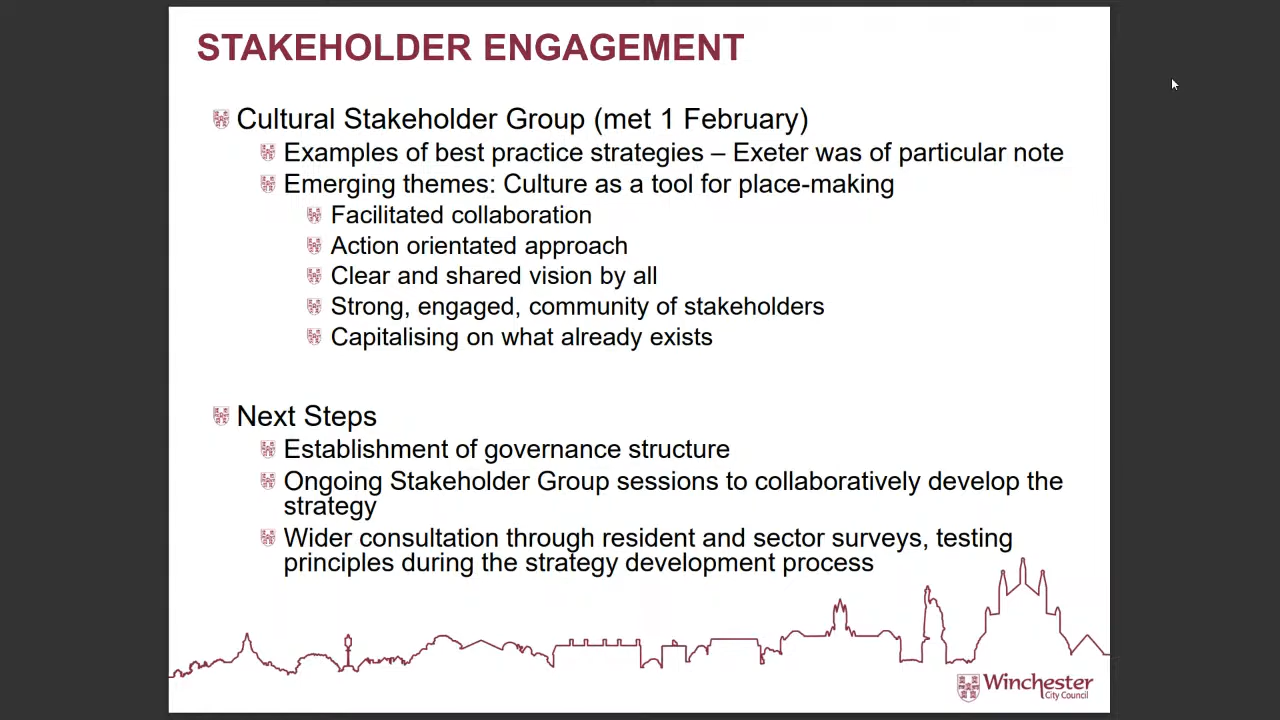 STAKEHOLDER ENGAGEMENT
Cultural Stakeholder Group (met 1 February)
Examples of best practice strategies – Exeter was of particular note
Emerging themes: Culture as a tool for place-making
Facilitated collaboration
Action orientated approach
Clear and shared vision by all
Strong, engaged, community of stakeholders
Capitalising on what already exists
Next Steps
Establishment of governance structure
Ongoing Stakeholder Group sessions to collaboratively develop the
strategy
Wider consultation through resident and sector surveys, testing
principles during the strategy development process
Winchester
City Council